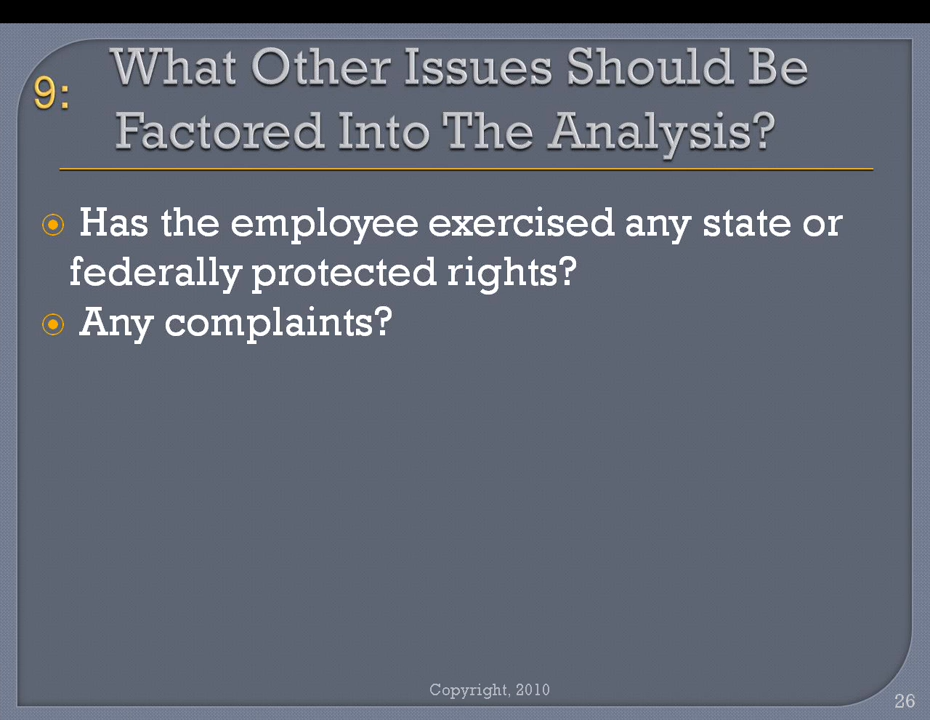 9:
What Other Issues Should Be
Factored Into The Analysis?
Has the employee exercised any state or
federally protected rights?
Any complaints?
Copyright, 2010
26